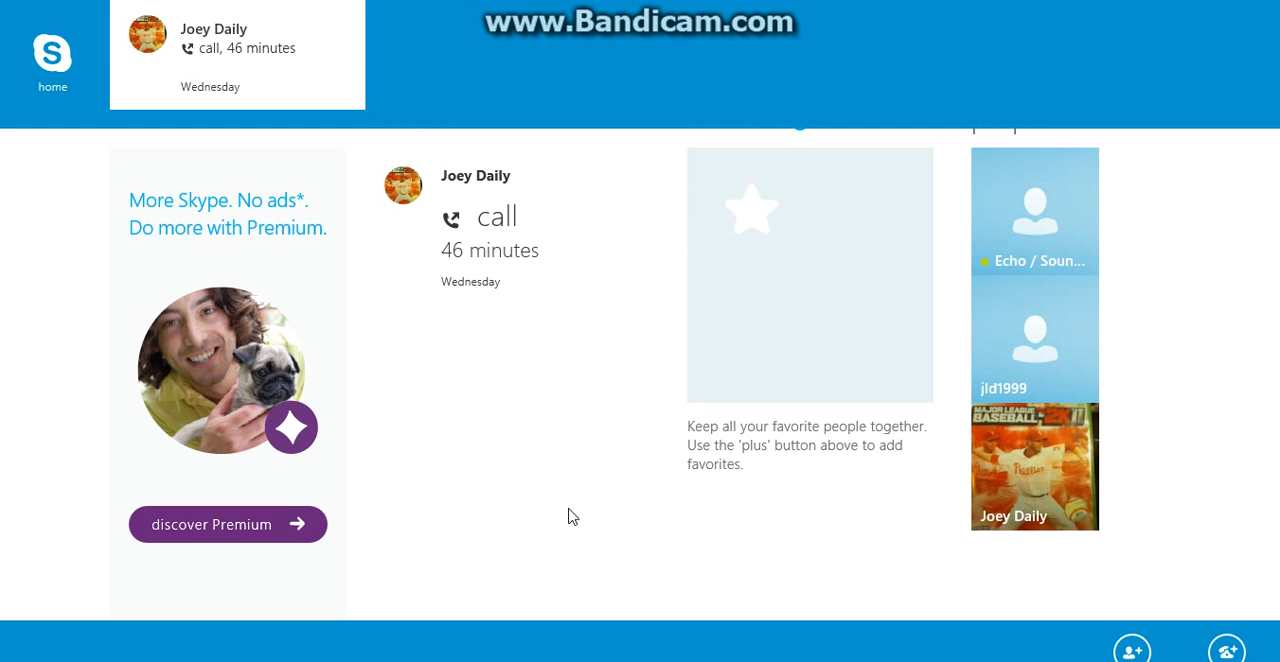 www.Bandicam.com
S
home
Joey Daily
call, 46 minutes
Wednesday
More Skype. No ads*.
Do more with Premium.
discover Premium
Joey Daily
call
46 minutes
Wednesday
Keep all your favorite people together.
Use the 'plus' button above to add
favorites.
Echo / Soun...
jld1999
MAJOR LEAGUE
BASEBALL 2K11
Phillies
Joey Daily